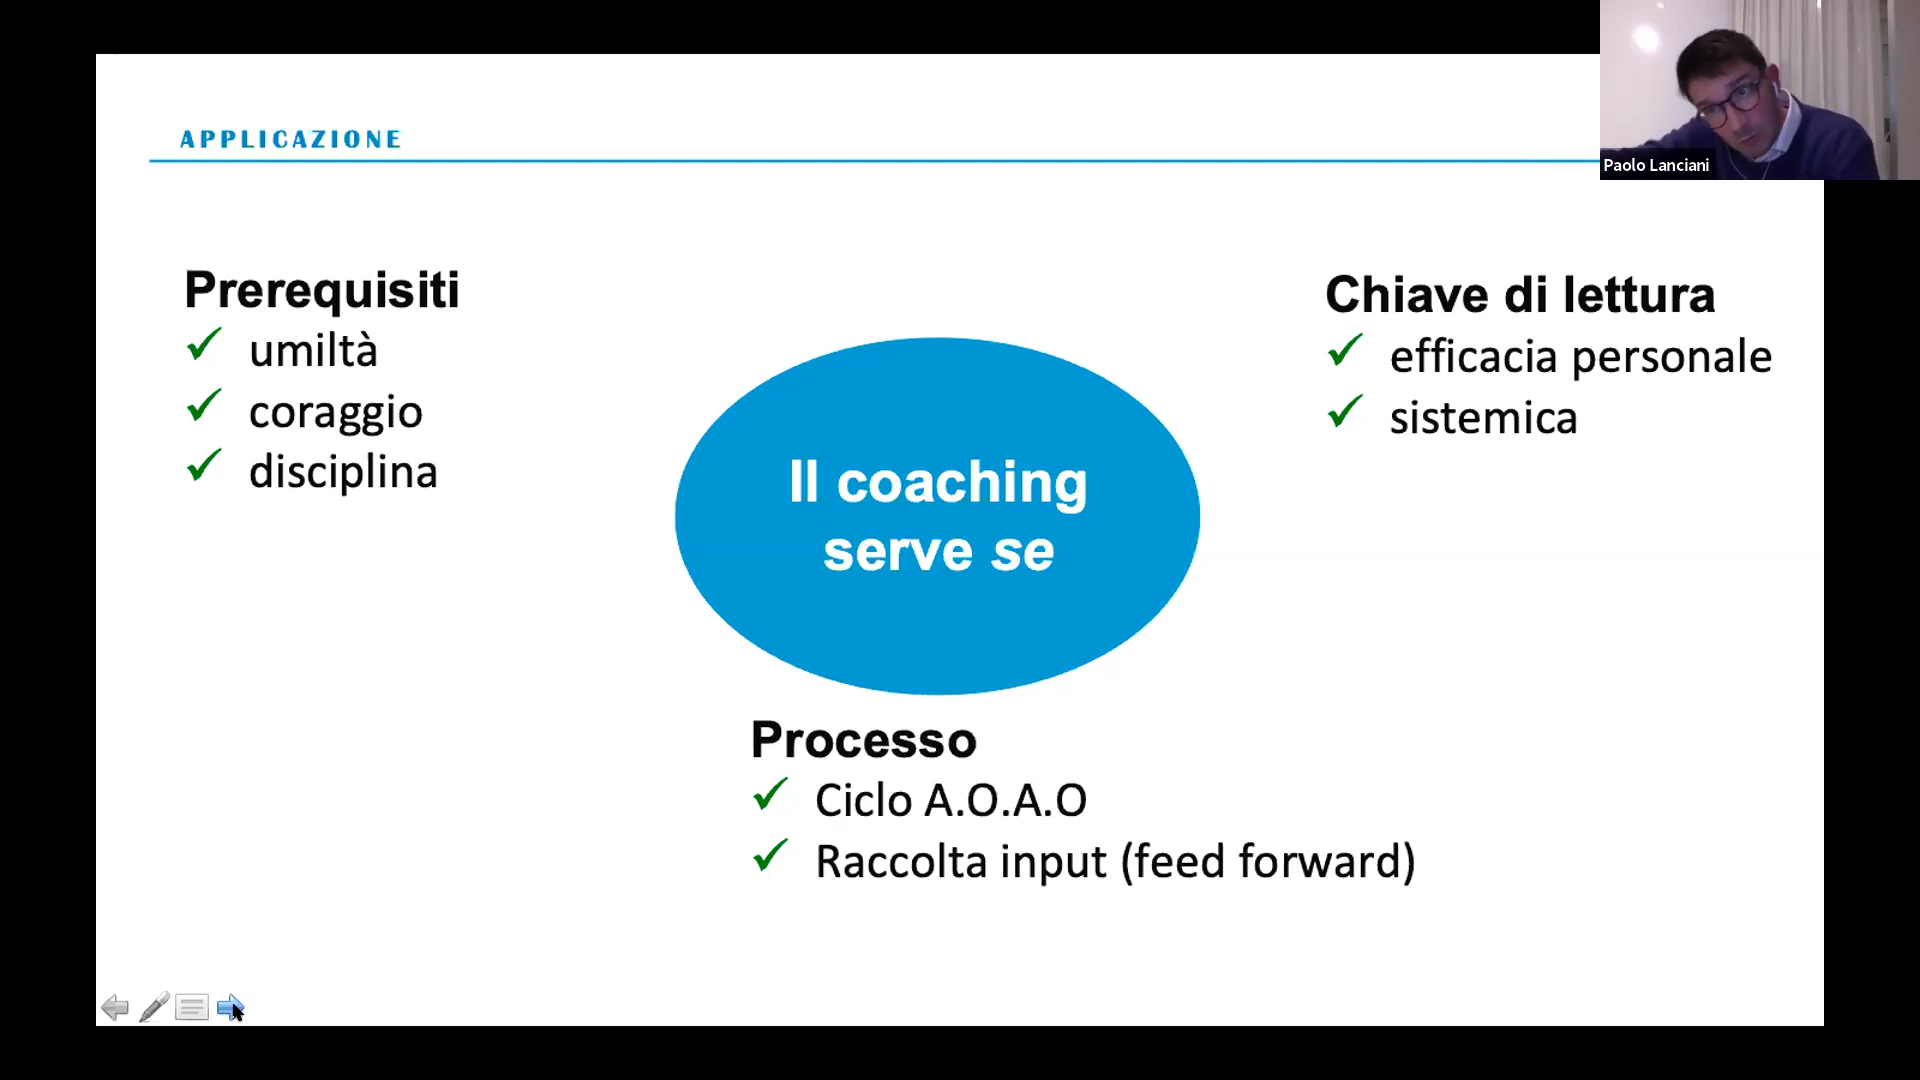 APPLICAZIONE
Paolo Lanciani
Prerequisiti
✓ umiltà
✓ coraggio
✓ disciplina
Chiave di lettura
✓ efficacia personale
✓ sistemica
Il coaching
serve se
Processo
✓ Ciclo A.O.A.O
✓ Raccolta input (feed forward)